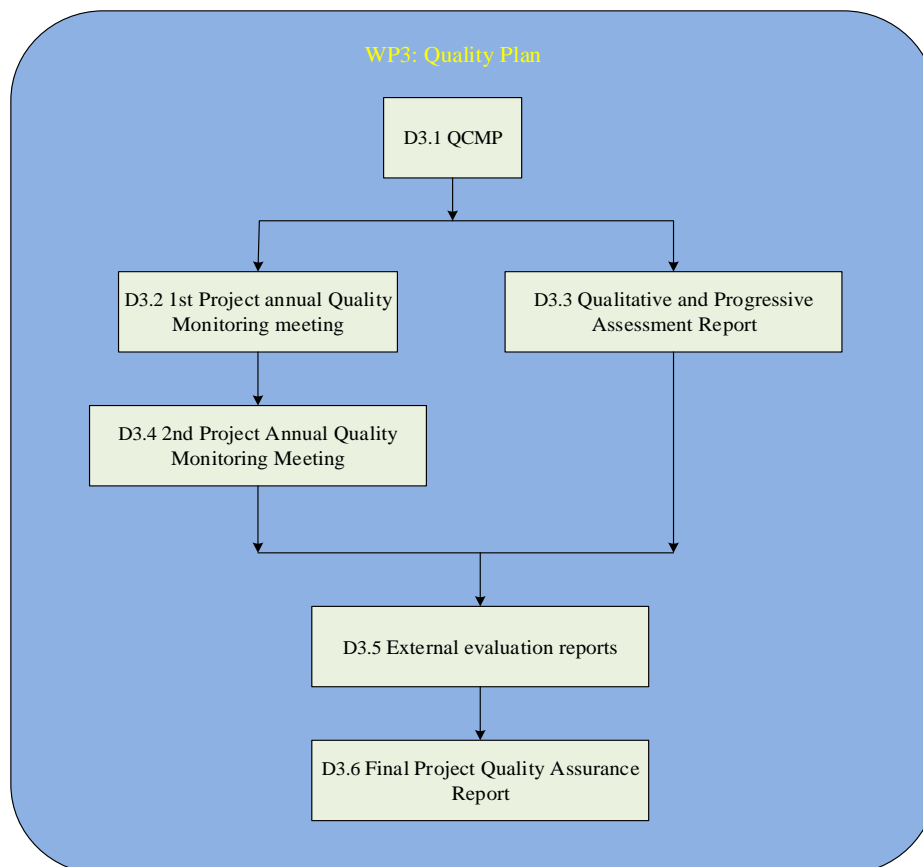 WP3: Quality Plan
D3.1 QCMP
D3.2 1st Project annual Quality
Monitoring meeting
D3.3 Qualitative and Progressive
Assessment Report
D3.4 2nd Project Annual Quality
Monitoring Meeting
D3.5 External evaluation reports
D3.6 Final Project Quality Assurance
Report